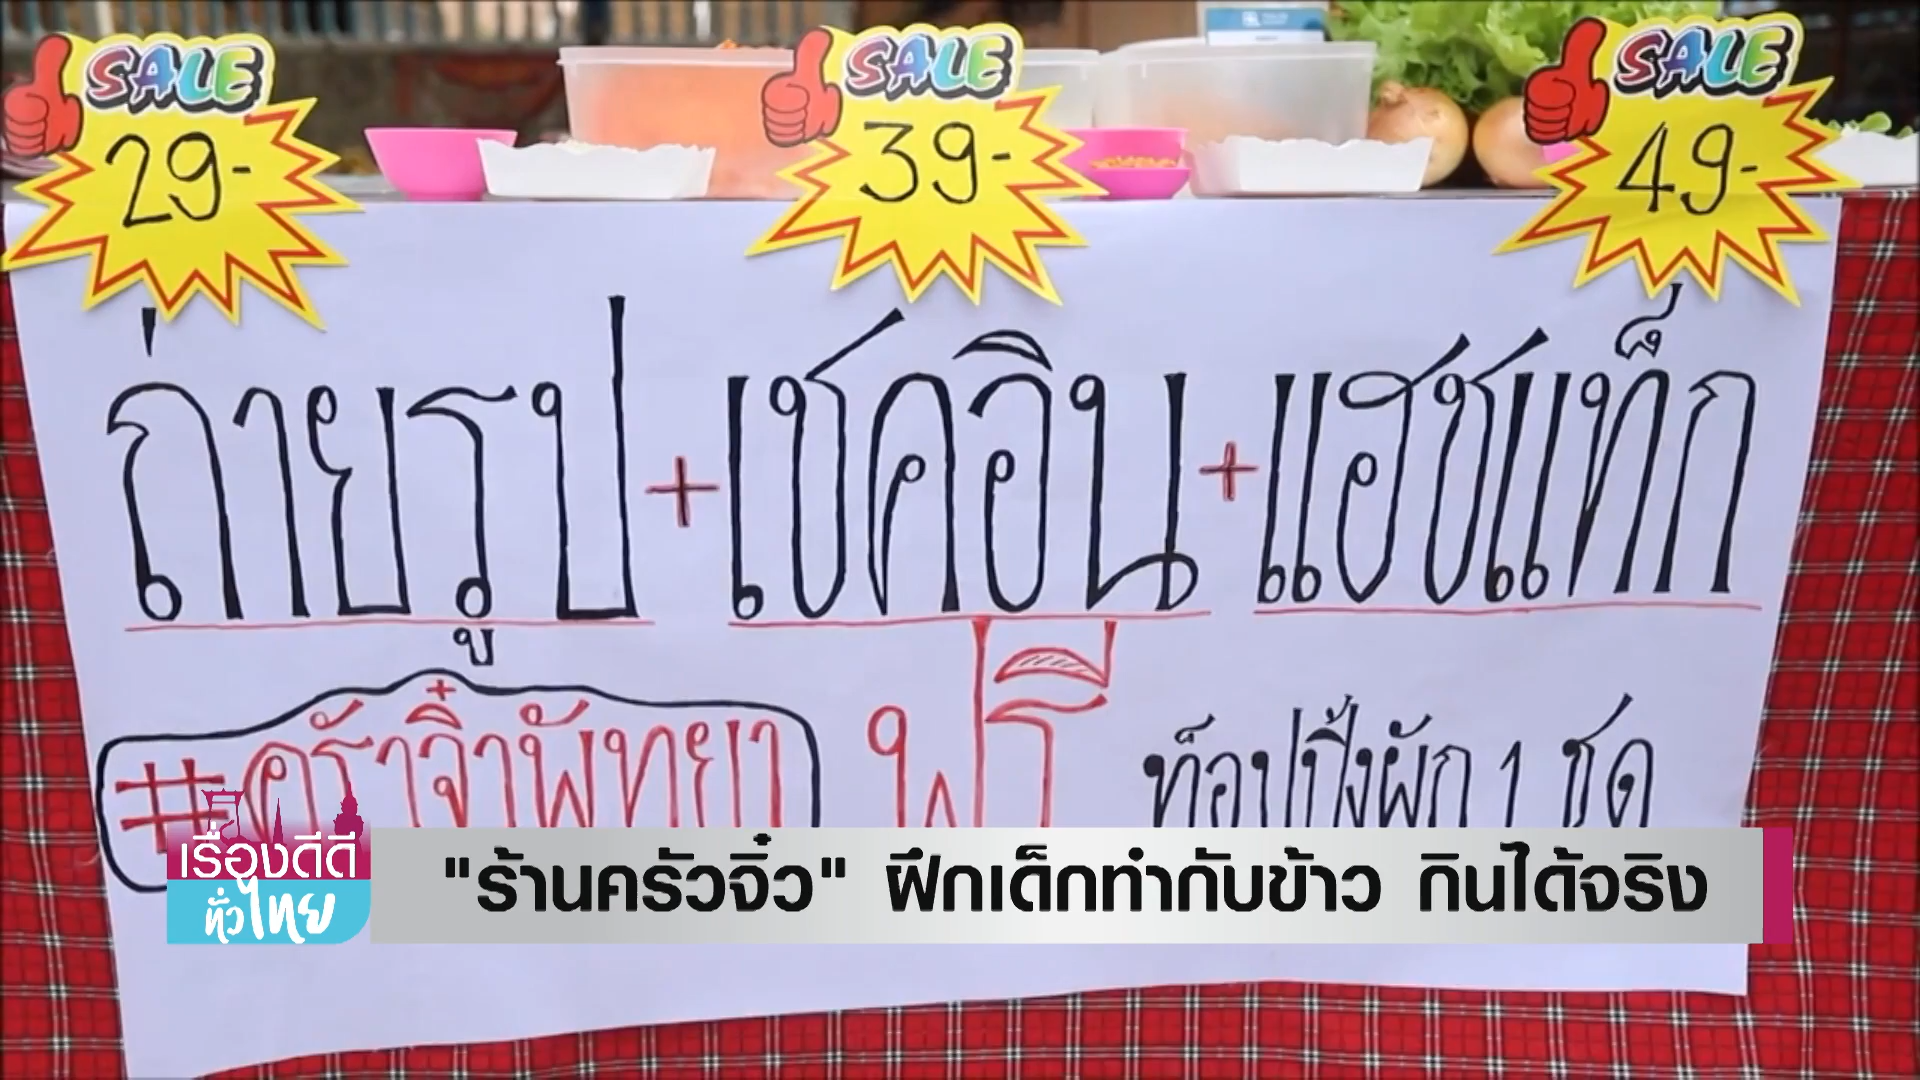 SALE SALE SALE
29- 39- 49-
ถ่ายรูป + เช็คอิน + แฮชแท็ก
#ครัวจิ๋วพัทยา ฟรี ท็อปปิ้งผัก 1 ชุด
เรื่องดีดี
ทั่วไทย
"ร้านครัวจิ๋ว" ฝึกเด็กทำกับข้าว กินได้จริง